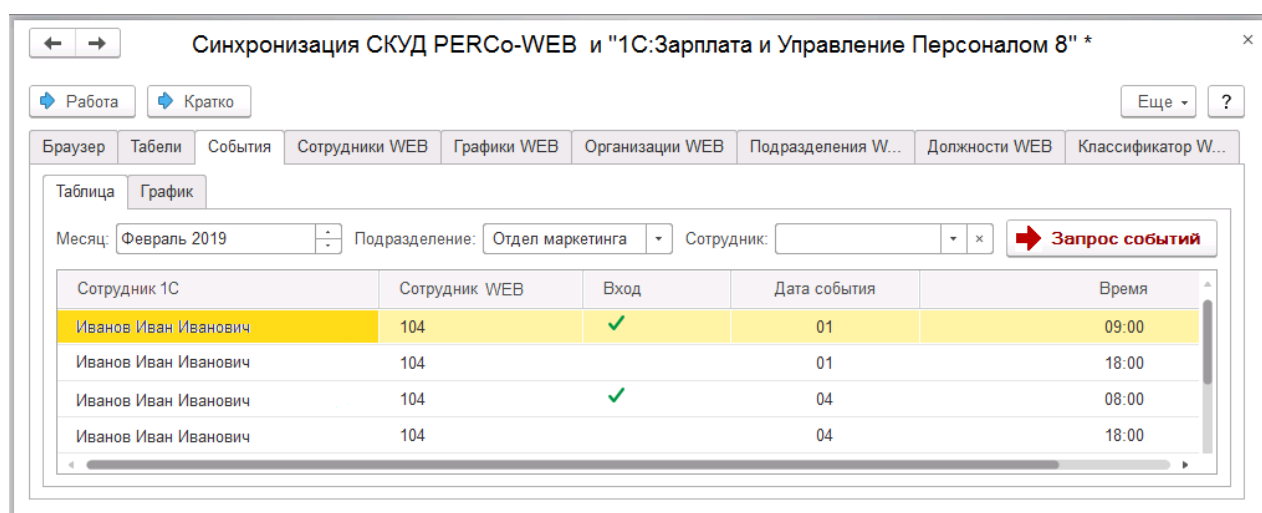 Синхронизация СКУД PERCo-WEB и "1С:Зарплата и Управление Персоналом 8" *
Работа Кратко Еще ?
Браузер Табели События Сотрудники WEB Графики WEB Организации WEB Подразделения W... Должности WEB Классификатор W...
Таблица График
Месяц: Февраль 2019 Подразделение: Отдел маркетинга Сотрудник: Запрос событий
Сотрудник 1С Сотрудник WEB Вход Дата события Время
Иванов Иван Иванович 104 01 09:00
Иванов Иван Иванович 104 01 18:00
Иванов Иван Иванович 104 04 08:00
Иванов Иван Иванович 104 04 18:00